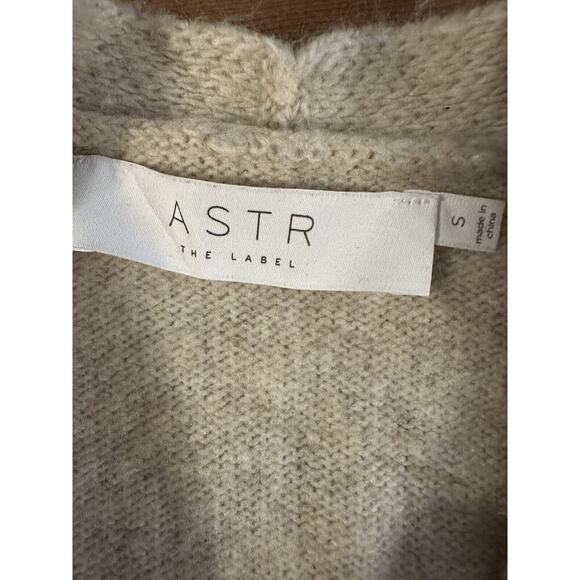 ASTR
THE LABEL
S
made in
china